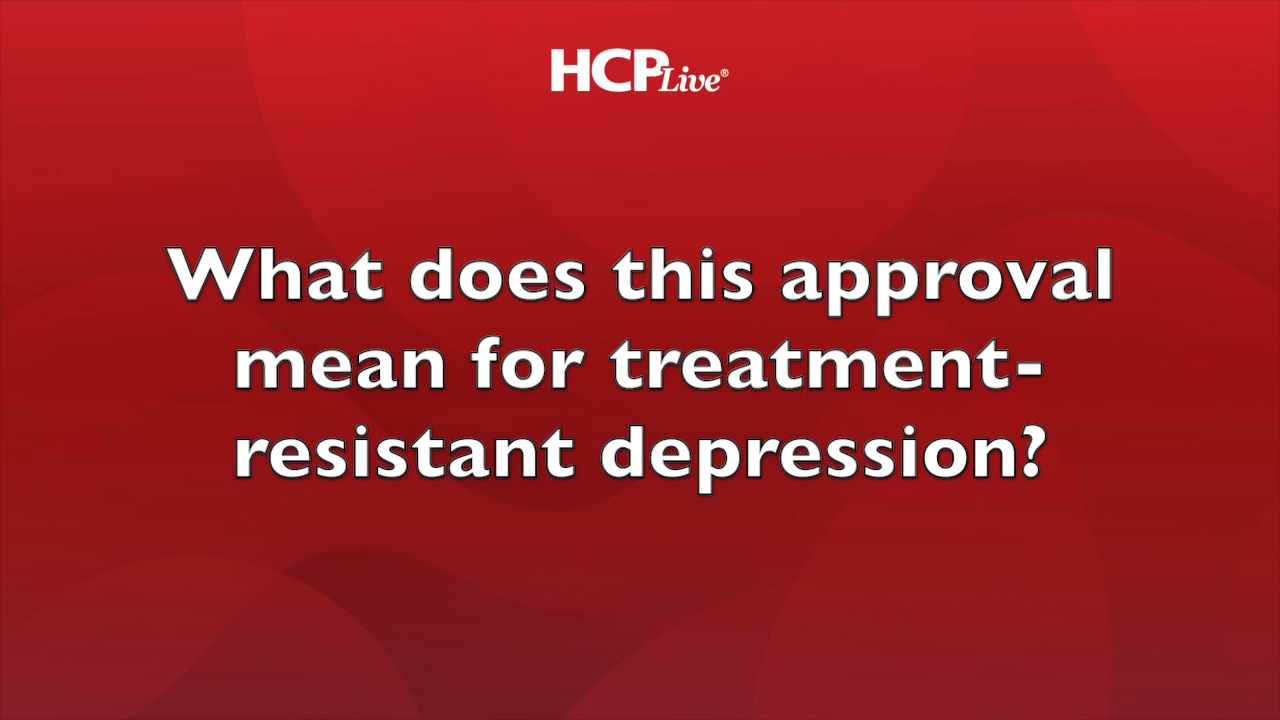 HCPLive®
What does this approval
mean for treatment-
resistant depression?